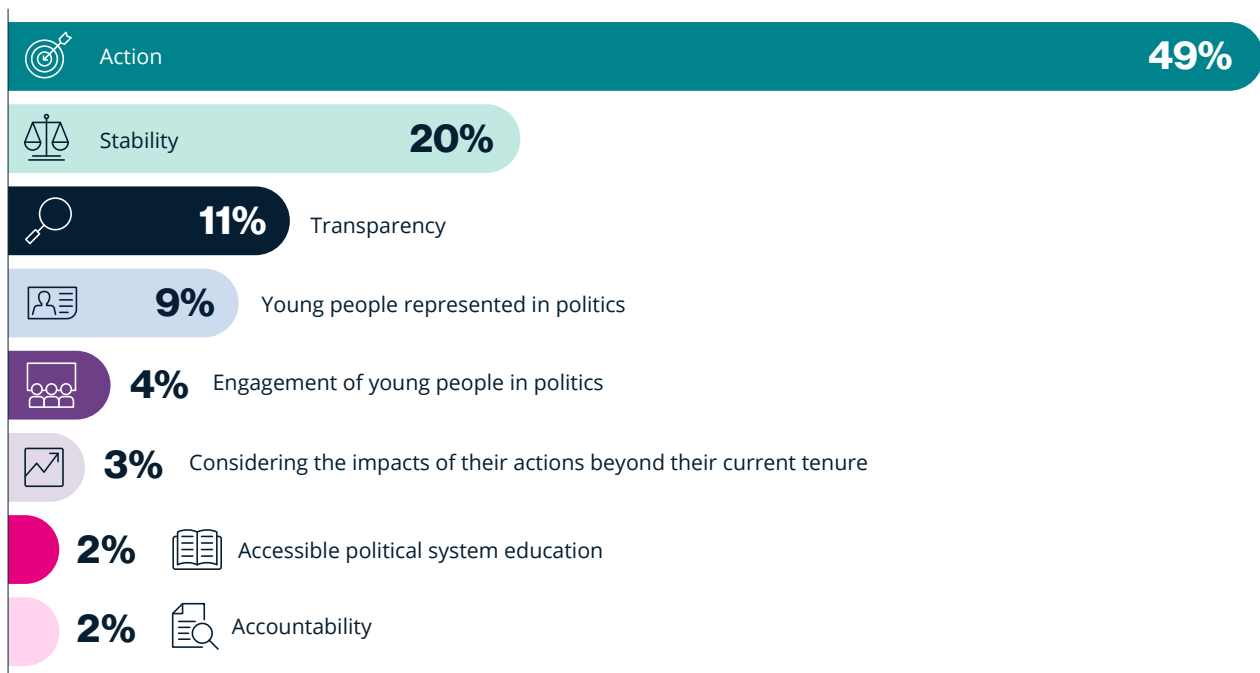 Action 49%
Stability 20%
11% Transparency
9% Young people represented in politics
4% Engagement of young people in politics
3% Considering the impacts of their actions beyond their current tenure
2% Accessible political system education
2% Accountability